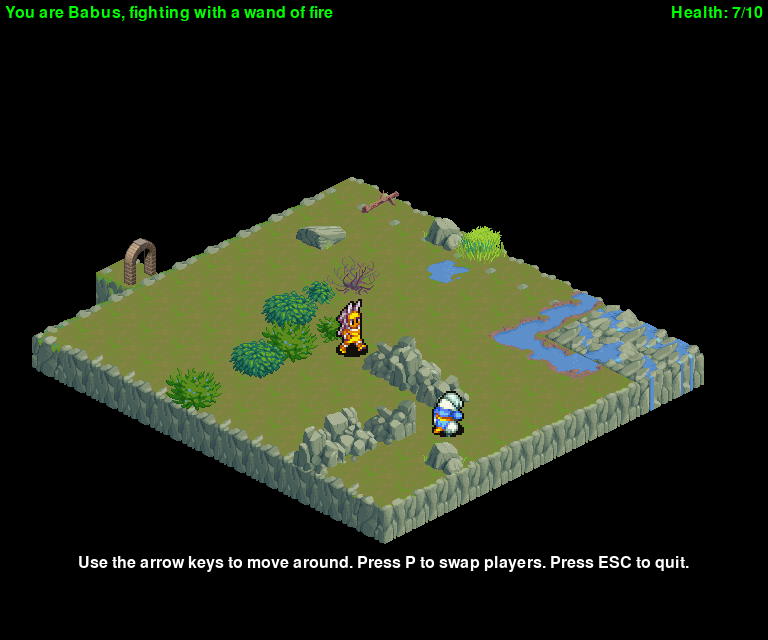 You are Babus, fighting with a wand of fire
Health: 7/10
Use the arrow keys to move around. Press P to swap players. Press ESC to quit.